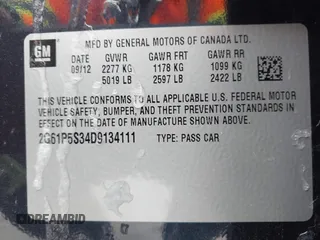 GM
MFD BY GENERAL MOTORS OF CANADA LTD.
DATE GVWR GAWR FRT GAWR RR
09/12 2277 KG 1178 KG 1099 KG
5019 LB 2597 LB 2422 LB
THIS VEHICLE CONFORMS TO ALL APPLICABLE U.S. FEDERAL MOTOR
VEHICLE SAFETY, BUMPER, AND THEFT PREVENTION STANDARDS
IN EFFECT ON THE DATE OF MANUFACTURE SHOWN ABOVE.
2G61P5S34D9134111 TYPE: PASS CAR
DREAMBID